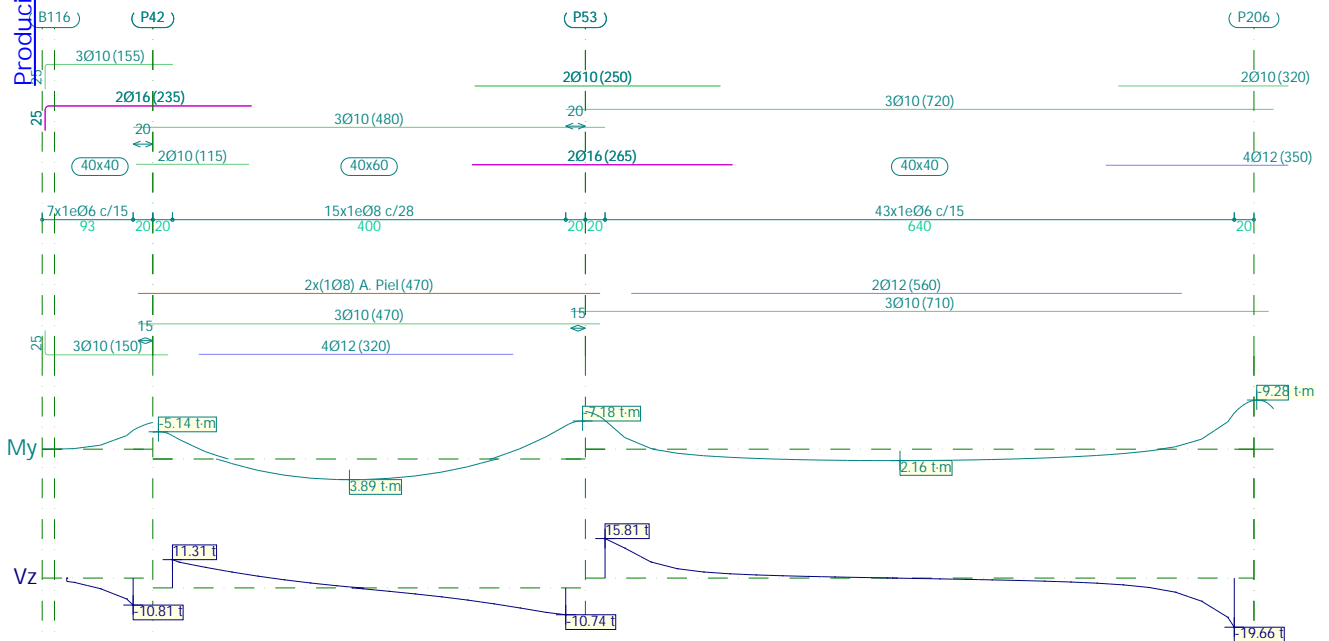 Produci
B116 P42 P53 P206
3Ø10 (155)
25
2Ø10 (250) 2Ø10 (320)
2Ø16 (235)
25
3Ø10 (720)
20
3Ø10 (480)
20
2Ø10 (115) 2Ø16 (265) 4Ø12 (350)
40x40 40x60 40x40
7x1eØ6 c/15 15x1eØ8 c/28 43x1eØ6 c/15
93 20 20 400 20 20 640 20
2x(1Ø8) A. Piel (470) 2Ø12 (560)
3Ø10 (710)
3Ø10 (470) 15
15
25
3Ø10 (150) 4Ø12 (320)
-9.28 t·m
-7.18 t·m
-5.14 t·m
My
2.16 t·m
3.89 t·m
15.81 t
11.31 t
Vz
-10.81 t -10.74 t
-19.66 t